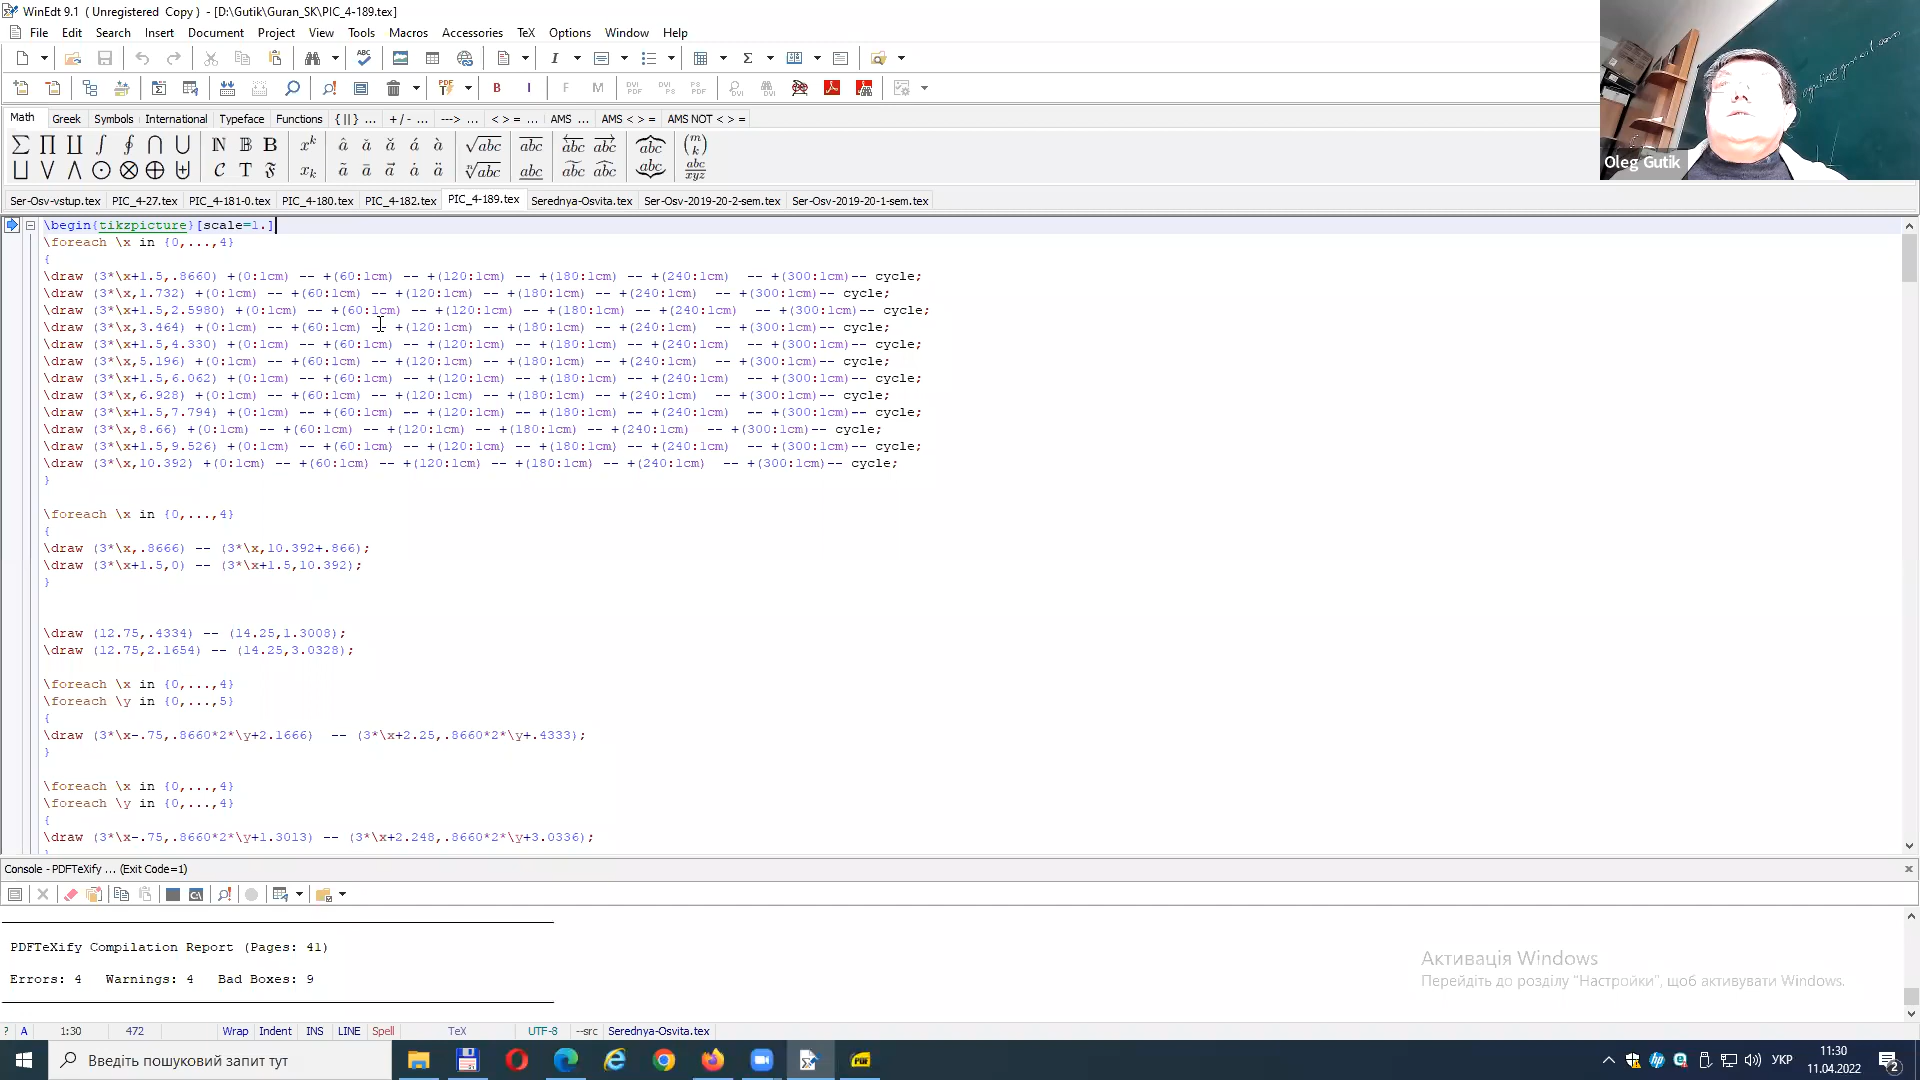 WinEdt 9.1 ( Unregistered Copy ) - [D:\Gutik\Guran_SK\PIC_4-189.tex]
File Edit Search Insert Document Project View Tools Macros Accessories TeX Options Window Help
Math Greek Symbols International Typeface Functions { || } ... + / - ... ---> ... < > = ... AMS ... AMS < > = ... AMS NOT < > = ...
Ser-Osv-vstup.tex PIC_4-27.tex PIC_4-181-0.tex PIC_4-180.tex PIC_4-182.tex PIC_4-189.tex Serednya-Osvita.tex Ser-Osv-2019-20-2-sem.tex Ser-Osv-2019-20-1-sem.tex
Oleg Gutik
\begin{tikzpicture}[scale=1.]
\foreach \x in {0,...,4}
{
\draw (3*\x+1.5,.8660) +(0:1cm) -- +(60:1cm) -- +(120:1cm) -- +(180:1cm) -- +(240:1cm)  -- +(300:1cm)-- cycle;
\draw (3*\x,1.732) +(0:1cm) -- +(60:1cm) -- +(120:1cm) -- +(180:1cm) -- +(240:1cm)  -- +(300:1cm)-- cycle;
\draw (3*\x+1.5,2.5980) +(0:1cm) -- +(60:1cm) -- +(120:1cm) -- +(180:1cm) -- +(240:1cm)  -- +(300:1cm)-- cycle;
\draw (3*\x,3.464) +(0:1cm) -- +(60:1cm) -- +(120:1cm) -- +(180:1cm) -- +(240:1cm)  -- +(300:1cm)-- cycle;
\draw (3*\x+1.5,4.330) +(0:1cm) -- +(60:1cm) -- +(120:1cm) -- +(180:1cm) -- +(240:1cm)  -- +(300:1cm)-- cycle;
\draw (3*\x,5.196) +(0:1cm) -- +(60:1cm) -- +(120:1cm) -- +(180:1cm) -- +(240:1cm)  -- +(300:1cm)-- cycle;
\draw (3*\x+1.5,6.062) +(0:1cm) -- +(60:1cm) -- +(120:1cm) -- +(180:1cm) -- +(240:1cm)  -- +(300:1cm)-- cycle;
\draw (3*\x,6.928) +(0:1cm) -- +(60:1cm) -- +(120:1cm) -- +(180:1cm) -- +(240:1cm)  -- +(300:1cm)-- cycle;
\draw (3*\x+1.5,7.794) +(0:1cm) -- +(60:1cm) -- +(120:1cm) -- +(180:1cm) -- +(240:1cm)  -- +(300:1cm)-- cycle;
\draw (3*\x,8.66) +(0:1cm) -- +(60:1cm) -- +(120:1cm) -- +(180:1cm) -- +(240:1cm)  -- +(300:1cm)-- cycle;
\draw (3*\x+1.5,9.526) +(0:1cm) -- +(60:1cm) -- +(120:1cm) -- +(180:1cm) -- +(240:1cm)  -- +(300:1cm)-- cycle;
\draw (3*\x,10.392) +(0:1cm) -- +(60:1cm) -- +(120:1cm) -- +(180:1cm) -- +(240:1cm)  -- +(300:1cm)-- cycle;
}
\foreach \x in {0,...,4}
{
\draw (3*\x,.8666) -- (3*\x,10.392+.866);
\draw (3*\x+1.5,0) -- (3*\x+1.5,10.392);
}
\draw (12.75,.4334) -- (14.25,1.3008);
\draw (12.75,2.1654) -- (14.25,3.0328);
\foreach \x in {0,...,4}
\foreach \y in {0,...,5}
{
\draw (3*\x-.75,.8660*2*\y+2.1666)  -- (3*\x+2.25,.8660*2*\y+.4333);
}
\foreach \x in {0,...,4}
\foreach \y in {0,...,4}
{
\draw (3*\x-.75,.8660*2*\y+1.3013) -- (3*\x+2.248,.8660*2*\y+3.0336);
Console - PDFTeXify ... (Exit Code=1)
PDFTeXify Compilation Report (Pages: 41)
Errors: 4 Warnings: 4 Bad Boxes: 9
Активація Windows
Перейдіть до розділу "Настройки", щоб активувати Windows.
? A 1:30 472 Wrap Indent INS LINE Spell TeX UTF-8 --src Serednya-Osvita.tex
Введіть пошуковий запит тут
УКР 11:30
11.04.2022
2